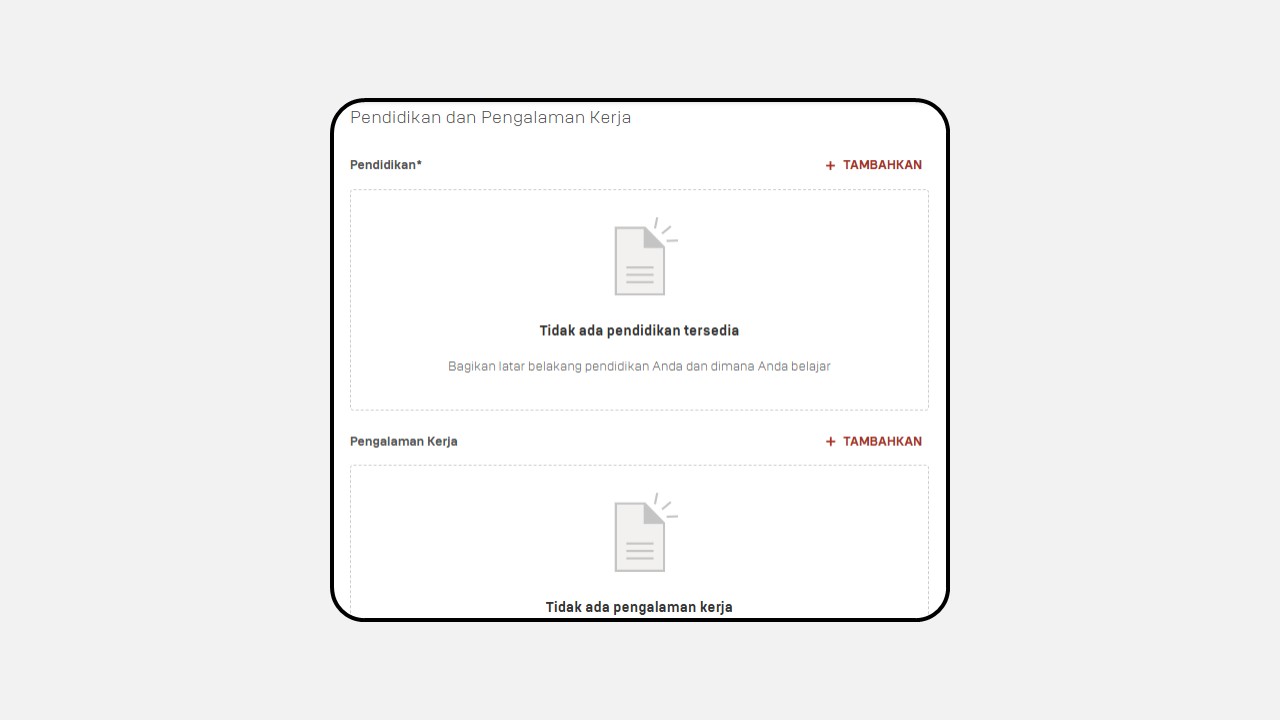 Pendidikan dan Pengalaman Kerja
Pendidikan*
+ TAMBAHKAN
Tidak ada pendidikan tersedia
Bagikan latar belakang pendidikan Anda dan dimana Anda belajar
Pengalaman Kerja
+ TAMBAHKAN
Tidak ada pengalaman kerja